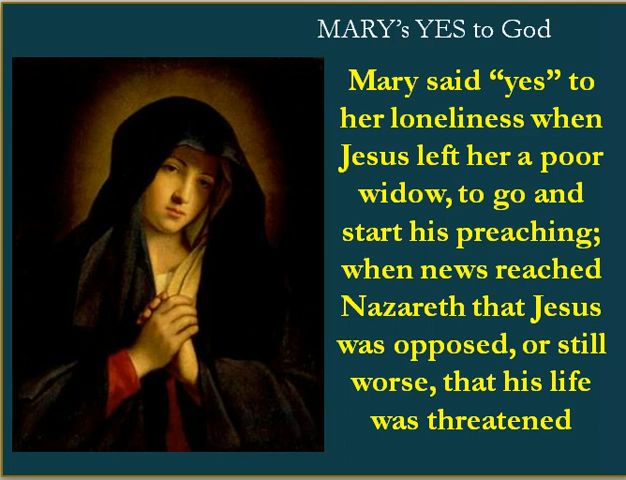 MARY’s YES to God
Mary said “yes” to
her loneliness when
Jesus left her a poor
widow, to go and
start his preaching;
when news reached
Nazareth that Jesus
was opposed, or still
worse, that his life
was threatened